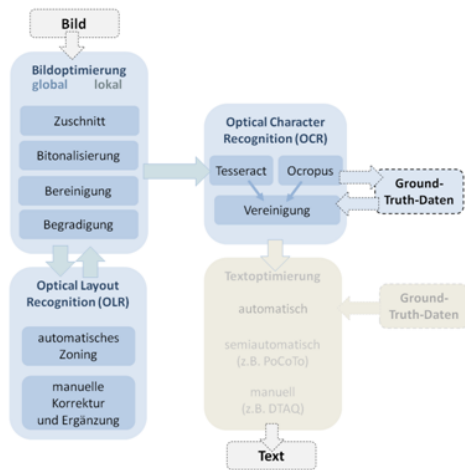 Bild
Bildoptimierung
global lokal
Zuschnitt
Bitonalisierung
Bereinigung
Begradigung
Optical Layout
Recognition (OLR)
automatisches
Zoning
manuelle
Korrektur
und Ergänzung
Optical Character
Recognition (OCR)
Tesseract Ocropus
Vereinigung
Ground-
Truth-Daten
Textoptimierung
automatisch
semiautomatisch
(z.B. PoCoTo)
manuell
(z.B. DTAQ)
Ground-
Truth-Daten
Text